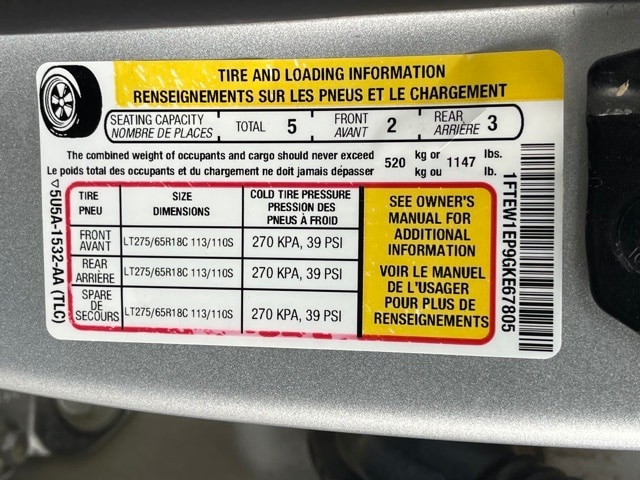 TIRE AND LOADING INFORMATION
RENSEIGNEMENTS SUR LES PNEUS ET LE CHARGEMENT
SEATING CAPACITY
NOMBRE DE PLACES
TOTAL 5
FRONT
AVANT
2
REAR
ARRIÈRE
3
The combined weight of occupants and cargo should never exceed
Le poids total des occupants et du chargement ne doit jamais dépasser
520
kg or
kg ou
1147
lbs.
lb.
TIRE
PNEU
SIZE
DIMENSIONS
COLD TIRE PRESSURE
PRESSION DES
PNEUS À FROID
FRONT
AVANT
LT275/65R18C 113/110S
270 KPA, 39 PSI
REAR
ARRIÈRE
LT275/65R18C 113/110S
270 KPA, 39 PSI
SPARE
DE
SECOURS
LT275/65R18C 113/110S
270 KPA, 39 PSI
SEE OWNER'S
MANUAL FOR
ADDITIONAL
INFORMATION
VOIR LE MANUEL
DE L'USAGER
POUR PLUS DE
RENSEIGNEMENTS
▽5U5A-1532-AA (TLC)
1FTEW1EP9GKE67805